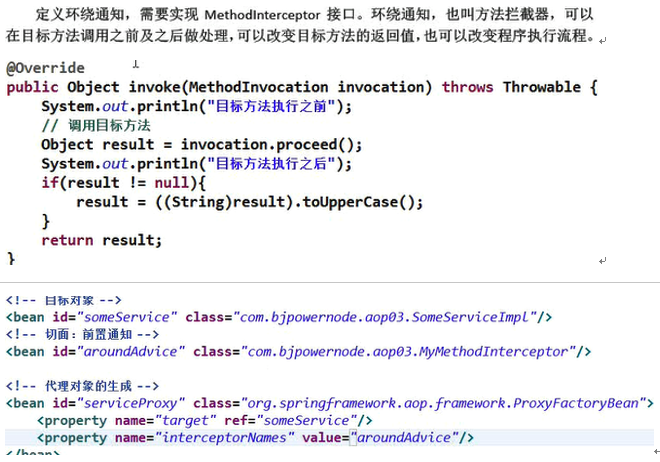 定义环绕通知，需要实现 MethodInterceptor 接口。环绕通知，也叫方法拦截器，可以
在目标方法调用之前及之后做处理，可以改变目标方法的返回值，也可以改变程序执行流程。
@Override
public Object invoke(MethodInvocation invocation) throws Throwable {
System.out.println("目标方法执行之前");
// 调用目标方法
Object result = invocation.proceed();
System.out.println("目标方法执行之后");
if(result != null){
result = ((String)result).toUpperCase();
}
return result;
}
<!-- 目标对象 -->
<bean id="someService" class="com.bjpowernode.aop03.SomeServiceImpl"/>
<!-- 切面：前置通知 -->
<bean id="aroundAdvice" class="com.bjpowernode.aop03.MyMethodInterceptor"/>
<!-- 代理对象的生成 -->
<bean id="serviceProxy" class="org.springframework.aop.framework.ProxyFactoryBean">
<property name="target" ref="someService"/>
<property name="interceptorNames" value="aroundAdvice"/>
</bean>